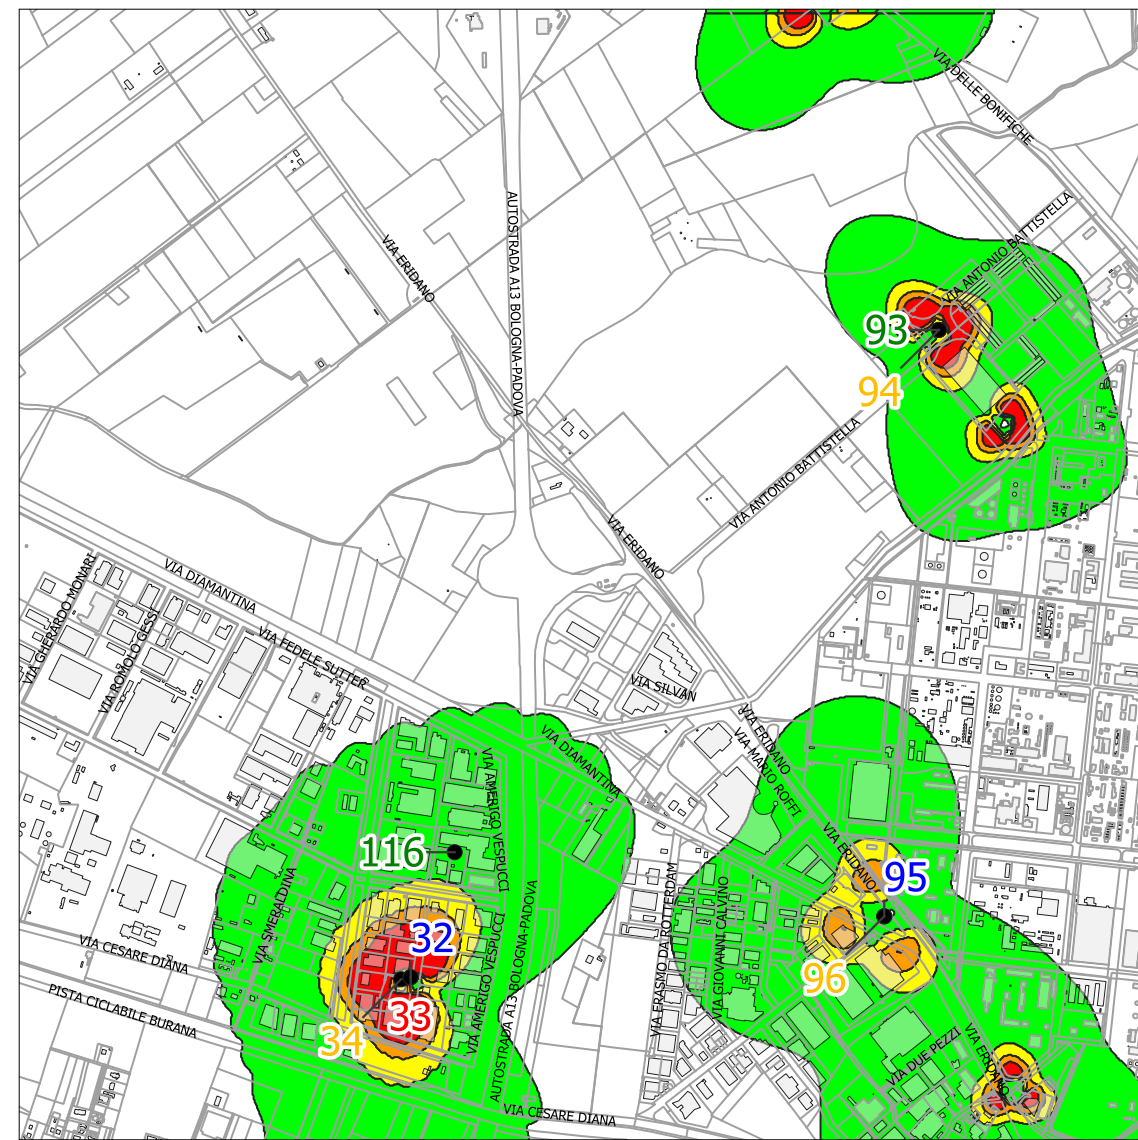 VIA DELLE BONIFICHE
VIA ANTONIO BATTISTELLA
AUTOSTRADA A13 BOLOGNA-PADOVA
VIA ERIDANO
93
94
VIA ANTONIO BATTISTELLA
VIA ERIDANO
VIA GHERARDO MONARI
VIA DIAMANTINA
VIA ROMOLO GESSI
VIA FEDELE SUTTER
VIA SILVAN
VIA ERIDANO
VIA MARIO ROFFI
VIA DIAMANTINA
VIA AMERIGO VESPUCCI
116
VIA ERIDANO
95
VIA SMERALDINA
VIA ERASMO DA ROTTERDAM
VIA GIOVANNI CALVINO
32
VIA AMERIGO VESPUCCI
AUTOSTRADA A13 BOLOGNA-PADOVA
VIA CESARE DIANA
96
PISTA CICLABILE BURANA
33
34
VIA DUE PEZZI
VIA ERIDANO
VIA CESARE DIANA